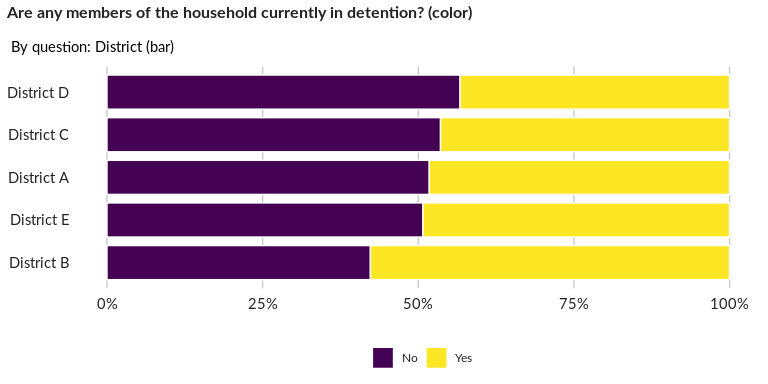 Are any members of the household currently in detention? (color)
By question: District (bar)
District D
District C
District A
District E
District B
0% 25% 50% 75% 100%
No Yes